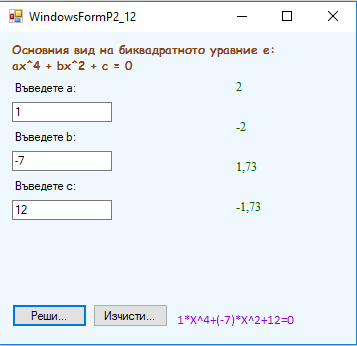 WindowsFormP2_12
Основния вид на биквадратното уравние е:
ax^4 + bx^2 + c = 0
Въведете a:
2
1
-2
Въведете b:
-7
1,73
Въведете c:
12
-1,73
Реши...
Изчисти...
1*X^4+(-7)*X^2+12=0